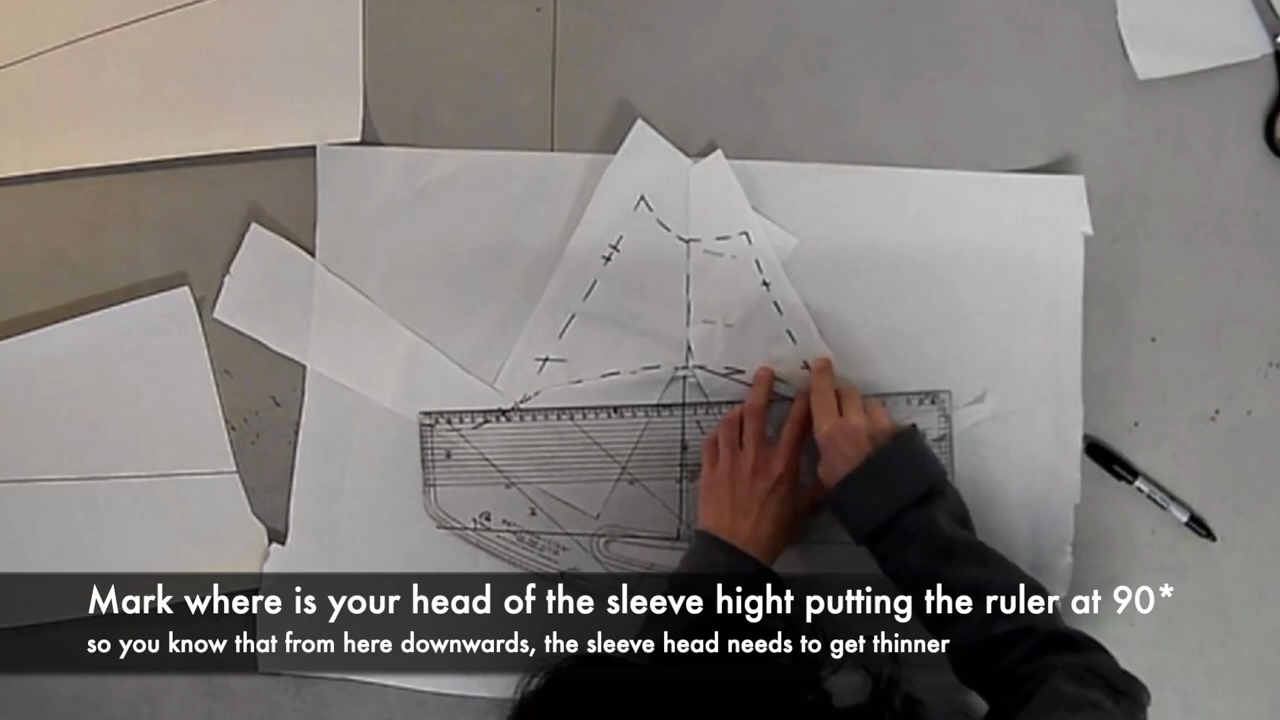 Mark where is your head of the sleeve hight putting the ruler at 90*
so you know that from here downwards, the sleeve head needs to get thinner